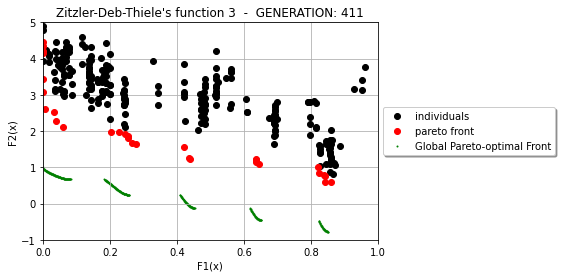 Zitzler-Deb-Thiele's function 3 - GENERATION: 411
5
4
3
2
1
0
−1
F2(x)
0.0 0.2 0.4 0.6 0.8 1.0
F1(x)
individuals
pareto front
Global Pareto-optimal Front